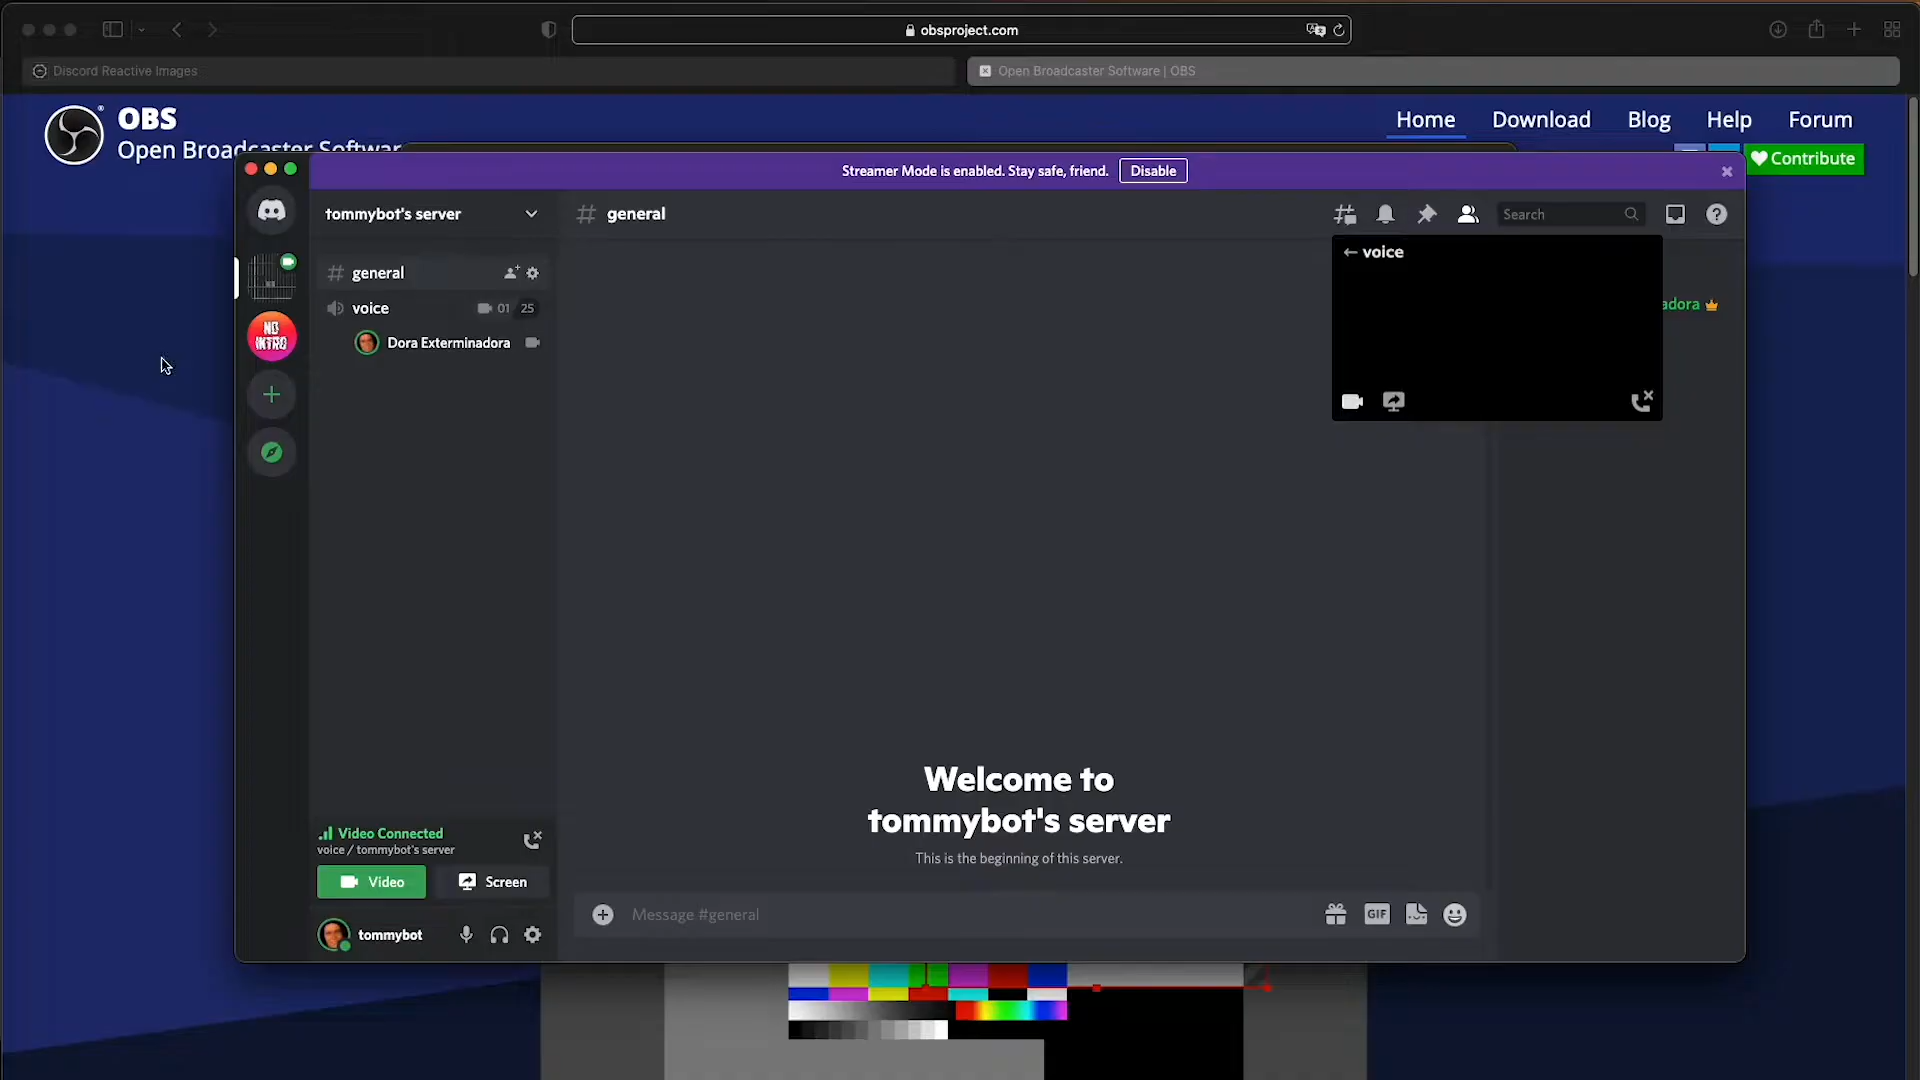 obsproject.com
Discord Reactive Images
Open Broadcaster Software | OBS
OBS
Open Broadcaster Software
Home
Download
Blog
Help
Forum
Contribute
Streamer Mode is enabled. Stay safe, friend.
Disable
tommybot's server
general
Search
voice
general
voice
01
25
Dora Exterminadora
adora
NO
INTRO
Welcome to
tommybot's server
This is the beginning of this server.
Video Connected
voice / tommybot's server
Video
Screen
tommybot
Message #general
GIF